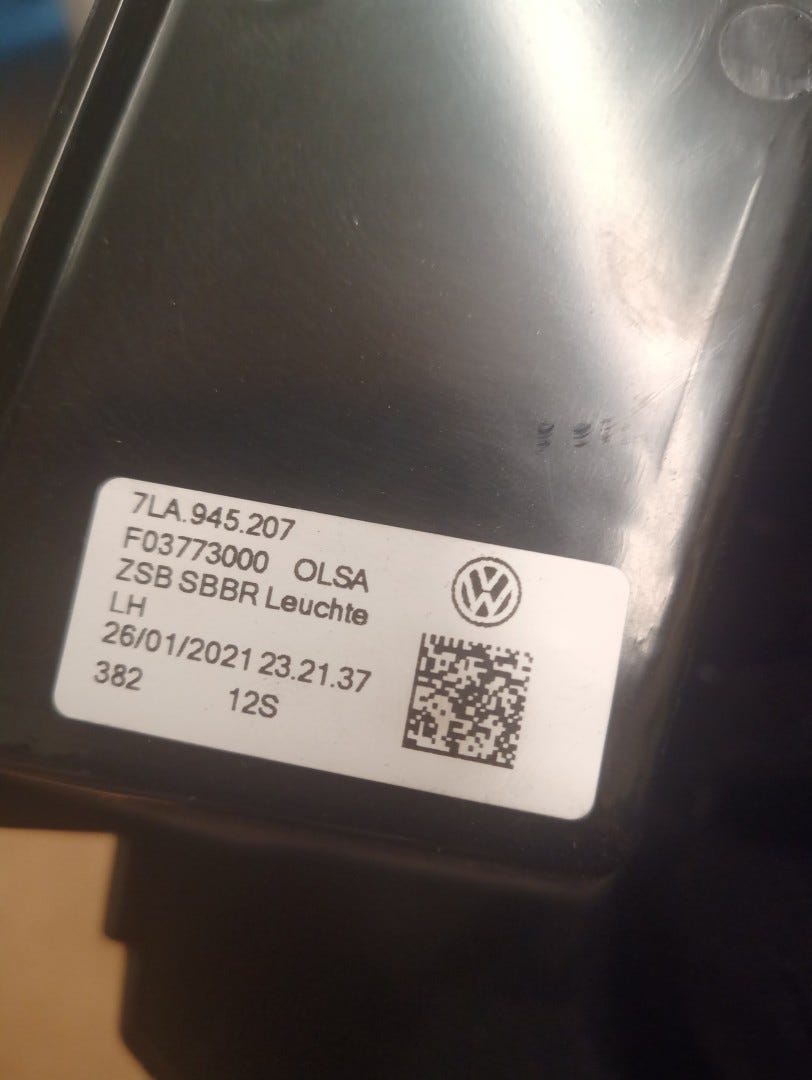 7LA.945.207
F03773000 OLSA
ZSB SBBR Leuchte
LH
26/01/2021 23.21.37
382 12S